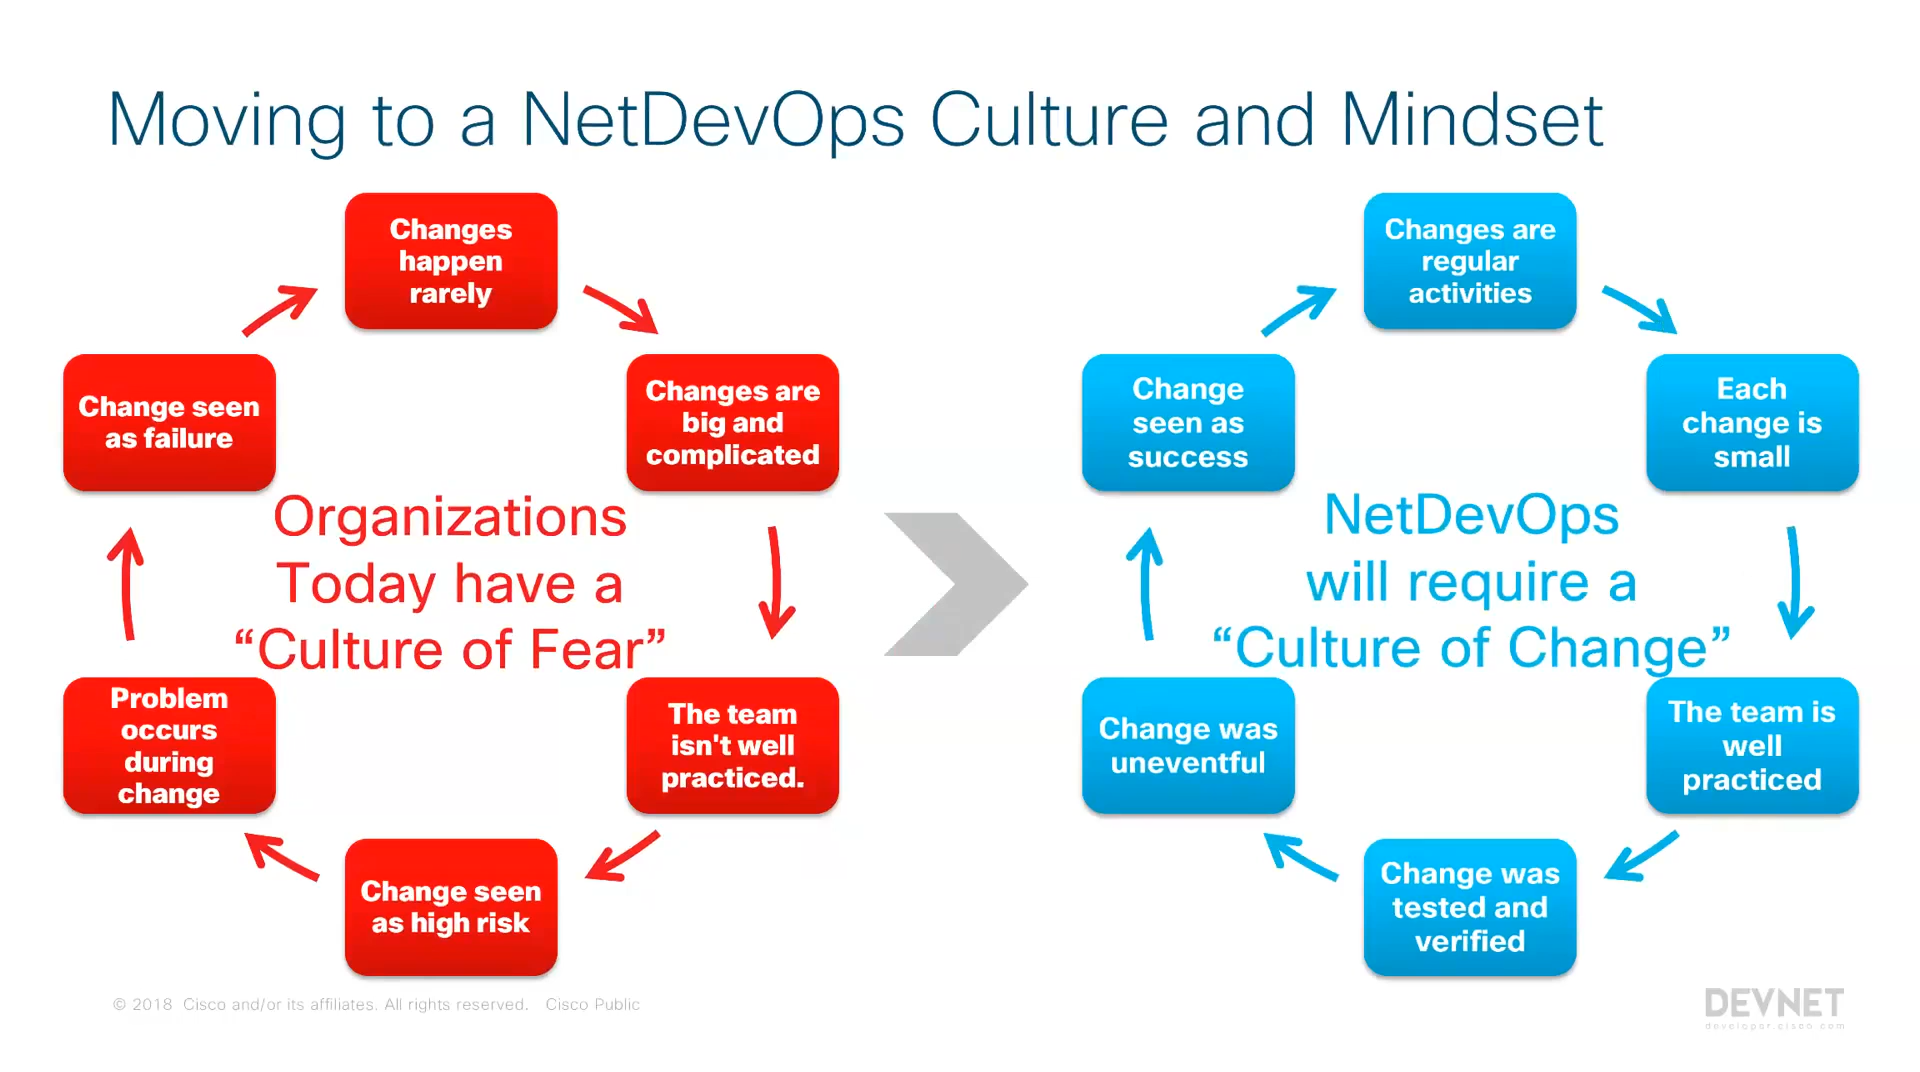 Moving to a NetDevOps Culture and Mindset
Changes
happen
rarely
Changes are
big and
complicated
The team
isn't well
practiced.
Change seen
as high risk
Problem
occurs
during
change
Change seen
as failure
Organizations
Today have a
“Culture of Fear”
Changes are
regular
activities
Each
change is
small
The team is
well
practiced
Change was
tested and
verified
Change was
uneventful
Change
seen as
success
NetDevOps
will require a
“Culture of Change”
© 2018 Cisco and/or its affiliates. All rights reserved. Cisco Public
DEVNET
developer.cisco.com